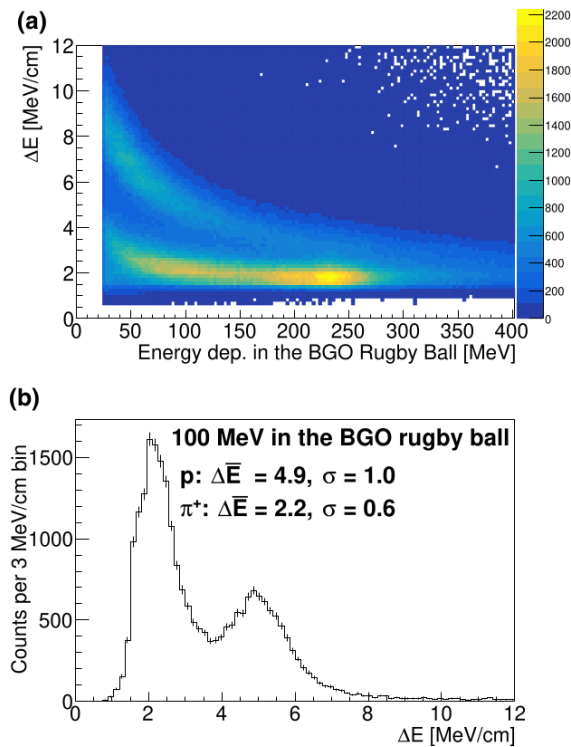 (a)
ΔE [MeV/cm]
12
10
8
6
4
2
0
0 50 100 150 200 250 300 350 400
Energy dep. in the BGO Rugby Ball [MeV]
2200
2000
1800
1600
1400
1200
1000
800
600
400
200
0
(b)
Counts per 3 MeV/cm bin
1500
1000
500
0
100 MeV in the BGO rugby ball
p: ΔE̅ = 4.9, σ = 1.0
π⁺: ΔE̅ = 2.2, σ = 0.6
0 2 4 6 8 10 12
ΔE [MeV/cm]